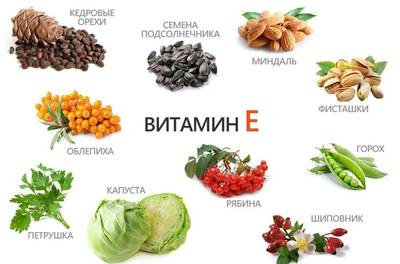 КЕДРОВЫЕ
ОРЕХИ
СЕМЕНА
ПОДСОЛНЕЧНИКА
МИНДАЛЬ
ФИСТАШКИ
ОБЛЕПИХА
ВИТАМИН Е
ГОРОХ
КАПУСТА
РЯБИНА
ПЕТРУШКА
ШИПОВНИК